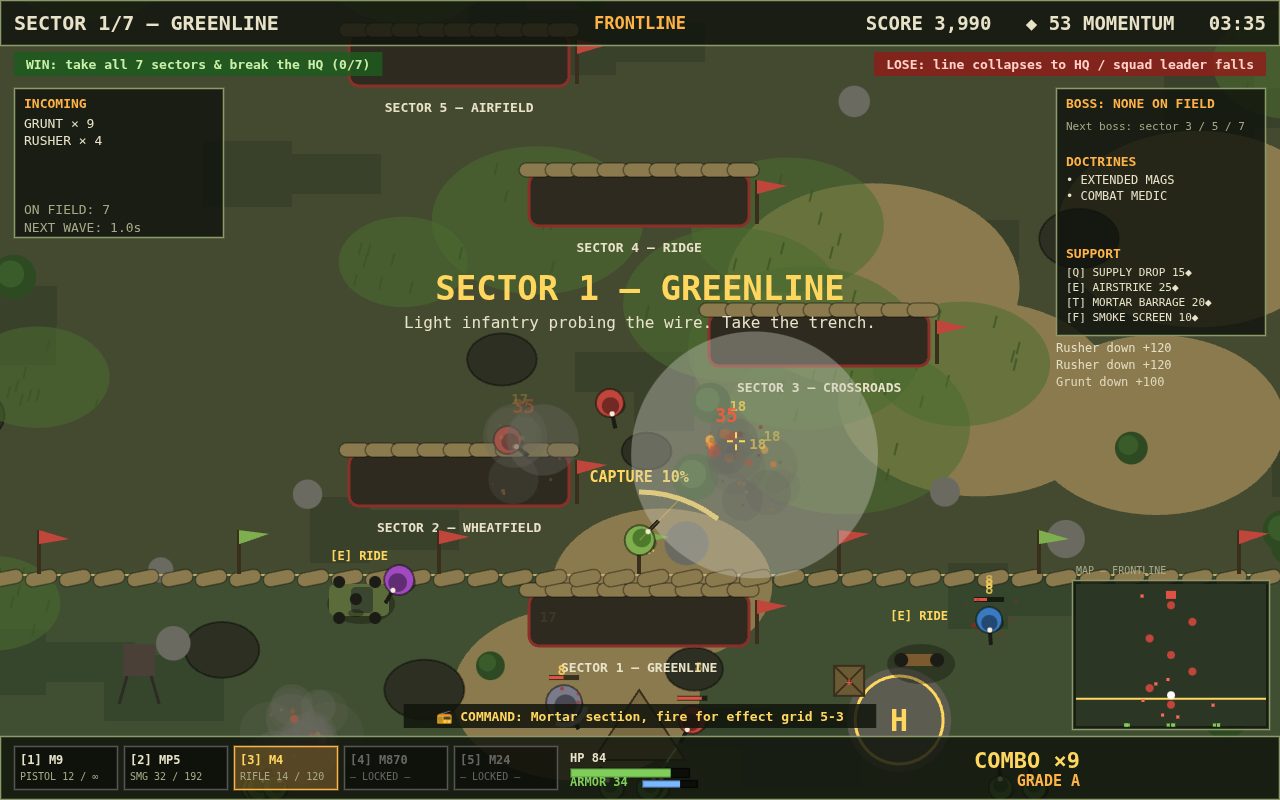 SECTOR 1/7 — GREENLINE
FRONTLINE
SCORE 3,990 ◆ 53 MOMENTUM 03:35
WIN: take all 7 sectors & break the HQ (0/7)
LOSE: line collapses to HQ / squad leader falls
INCOMING
GRUNT × 9
RUSHER × 4
ON FIELD: 7
NEXT WAVE: 1.0s
BOSS: NONE ON FIELD
Next boss: sector 3 / 5 / 7
DOCTRINES
• EXTENDED MAGS
• COMBAT MEDIC
SUPPORT
[Q] SUPPLY DROP 15◆
[E] AIRSTRIKE 25◆
[T] MORTAR BARRAGE 20◆
[F] SMOKE SCREEN 10◆
Rusher down +120
Rusher down +120
Grunt down +100
SECTOR 5 — AIRFIELD
SECTOR 4 — RIDGE
SECTOR 1 — GREENLINE
Light infantry probing the wire. Take the trench.
SECTOR 3 — CROSSROADS
17
35
35
18
18
18
CAPTURE 10%
SECTOR 2 — WHEATFIELD
[E] RIDE
[E] RIDE
8
8
17
SECTOR 1 — GREENLINE
8
MAP — FRONTLINE
H
📻 COMMAND: Mortar section, fire for effect grid 5-3
[1] M9
PISTOL 12 / ∞
[2] MP5
SMG 32 / 192
[3] M4
RIFLE 14 / 120
[4] M870
— LOCKED —
[5] M24
— LOCKED —
HP 84
ARMOR 34
COMBO ×9
GRADE A